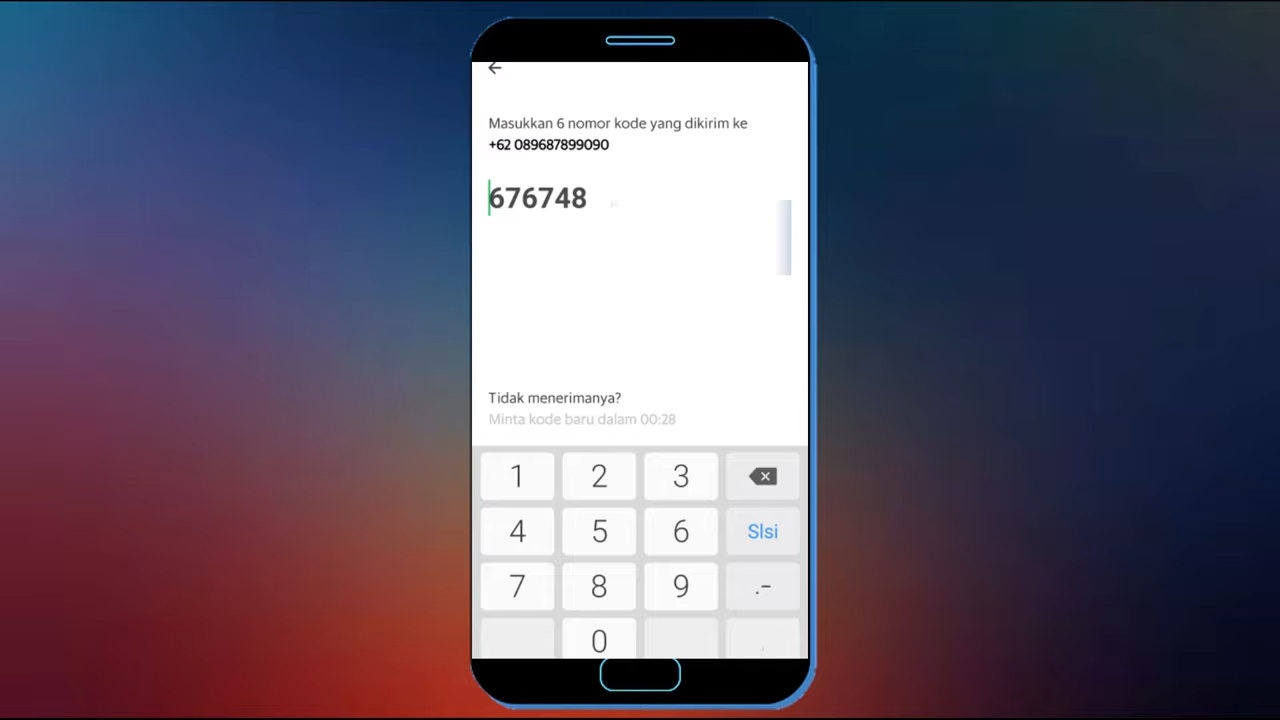 Masukkan 6 nomor kode yang dikirim ke
+62 089687899090
676748
Tidak menerimanya?
Minta kode baru dalam 00:28
1 2 3
4 5 6 Slsi
7 8 9 .-
0 ,